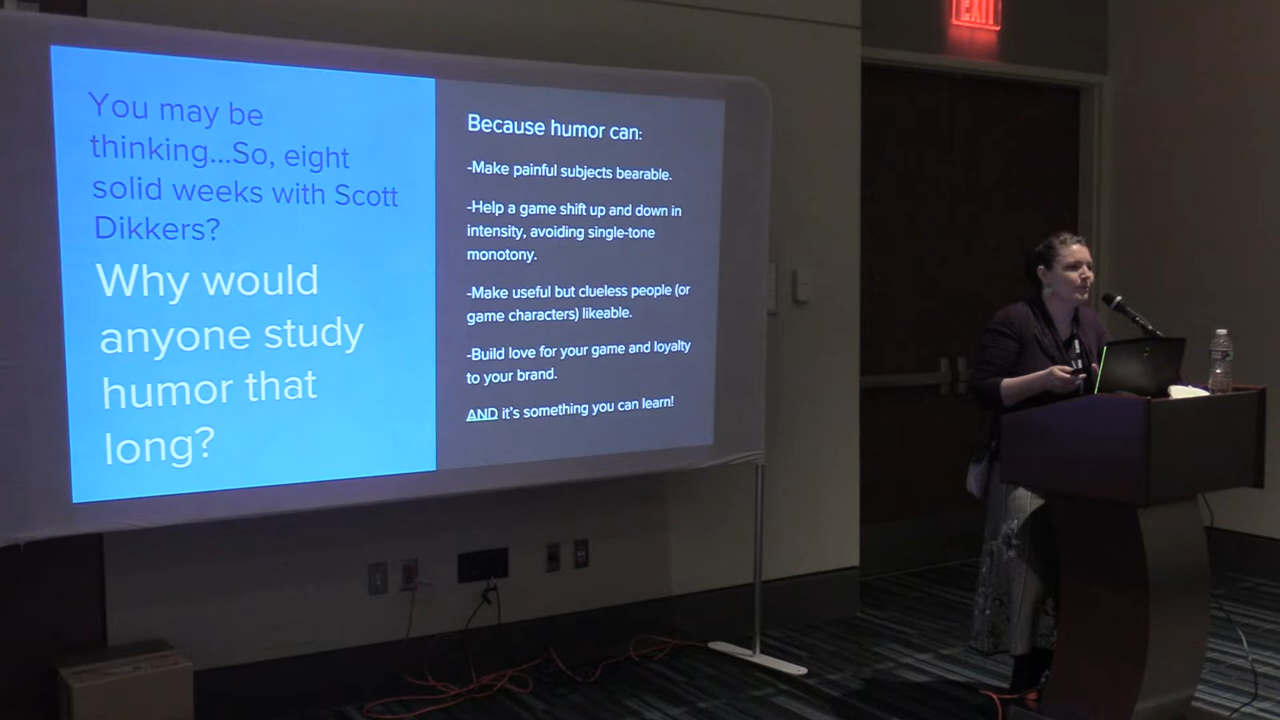 You may be
thinking...So, eight
solid weeks with Scott
Dikkers?
Why would
anyone study
humor that
long?
Because humor can:
-Make painful subjects bearable.
-Help a game shift up and down in
intensity, avoiding single-tone
monotony.
-Make useful but clueless people (or
game characters) likeable.
-Build love for your game and loyalty
to your brand.
AND it's something you can learn!
EXIT